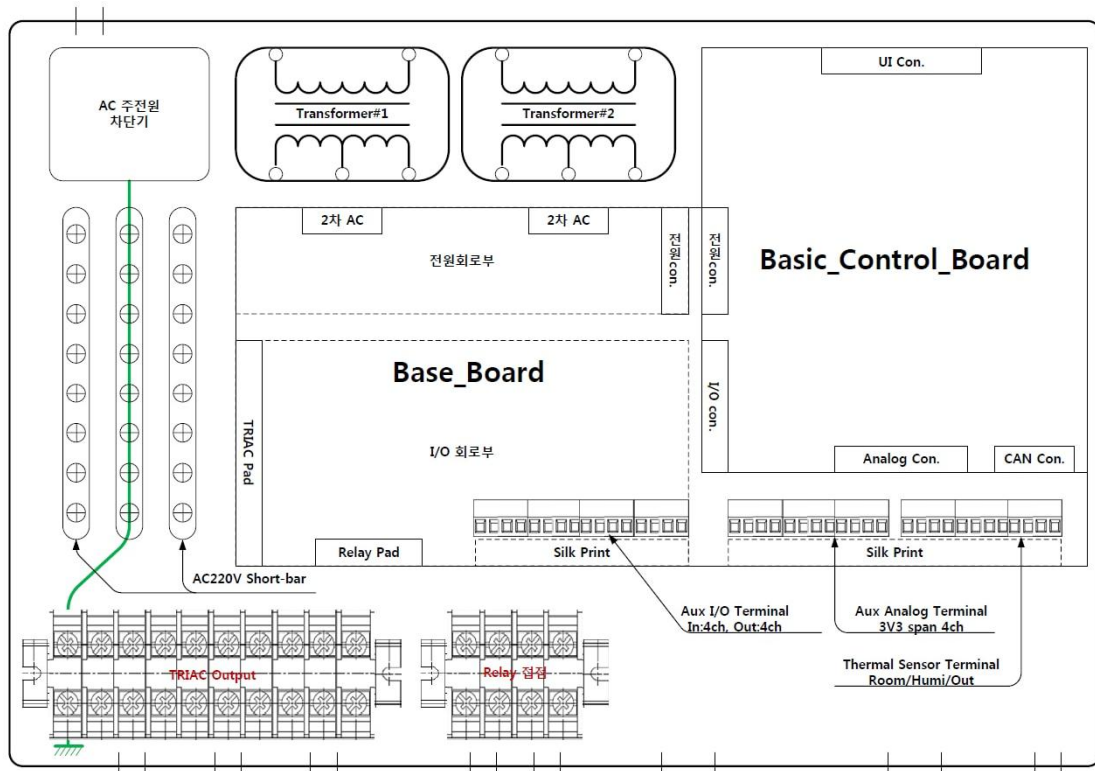 AC 주전원
차단기
Transformer#1
Transformer#2
UI Con.
2차 AC
2차 AC
전원회로부
전원con.
전원con.
Basic_Control_Board
Base_Board
I/O con.
TRIAC Pad
I/O 회로부
Analog Con.
CAN Con.
Relay Pad
Silk Print
Silk Print
AC220V Short-bar
Aux I/O Terminal
In:4ch, Out:4ch
Aux Analog Terminal
3V3 span 4ch
Thermal Sensor Terminal
Room/Humi/Out
TRIAC Output
Relay 접점